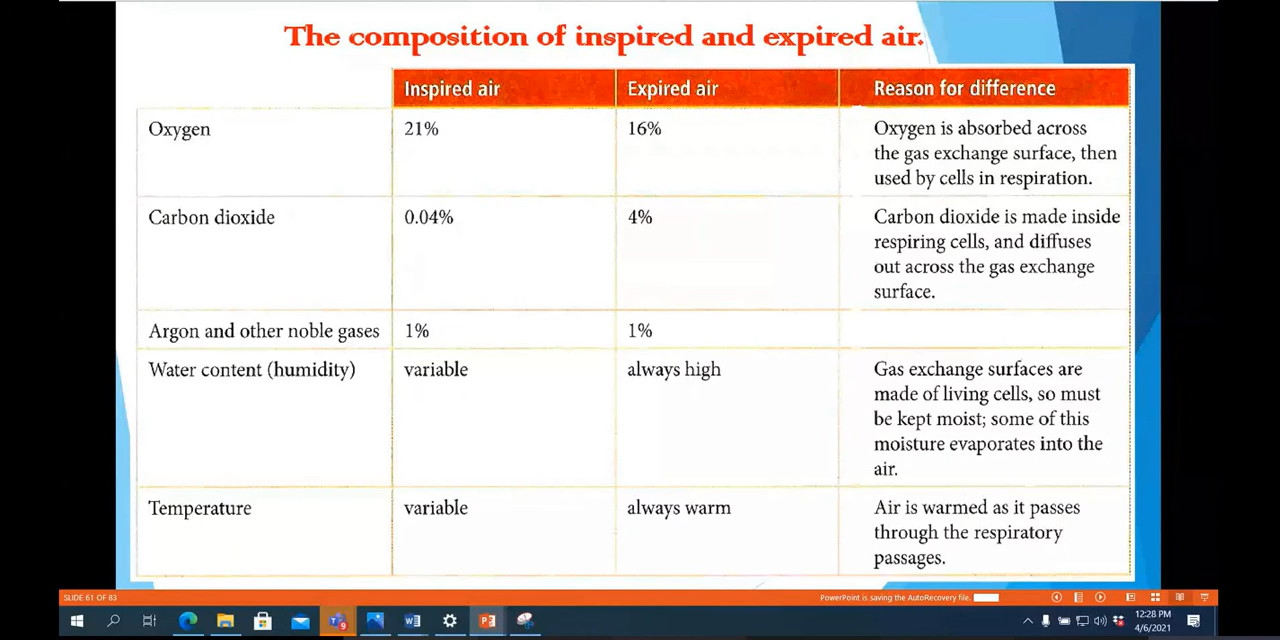 The composition of inspired and expired air.
Inspired air
Expired air
Reason for difference
Oxygen
21%
16%
Oxygen is absorbed across
the gas exchange surface, then
used by cells in respiration.
Carbon dioxide
0.04%
4%
Carbon dioxide is made inside
respiring cells, and diffuses
out across the gas exchange
surface.
Argon and other noble gases
1%
1%
Water content (humidity)
variable
always high
Gas exchange surfaces are
made of living cells, so must
be kept moist; some of this
moisture evaporates into the
air.
Temperature
variable
always warm
Air is warmed as it passes
through the respiratory
passages.
SLIDE 61 OF 83
PowerPoint is saving the AutoRecovery file.
12:28 PM
4/6/2021